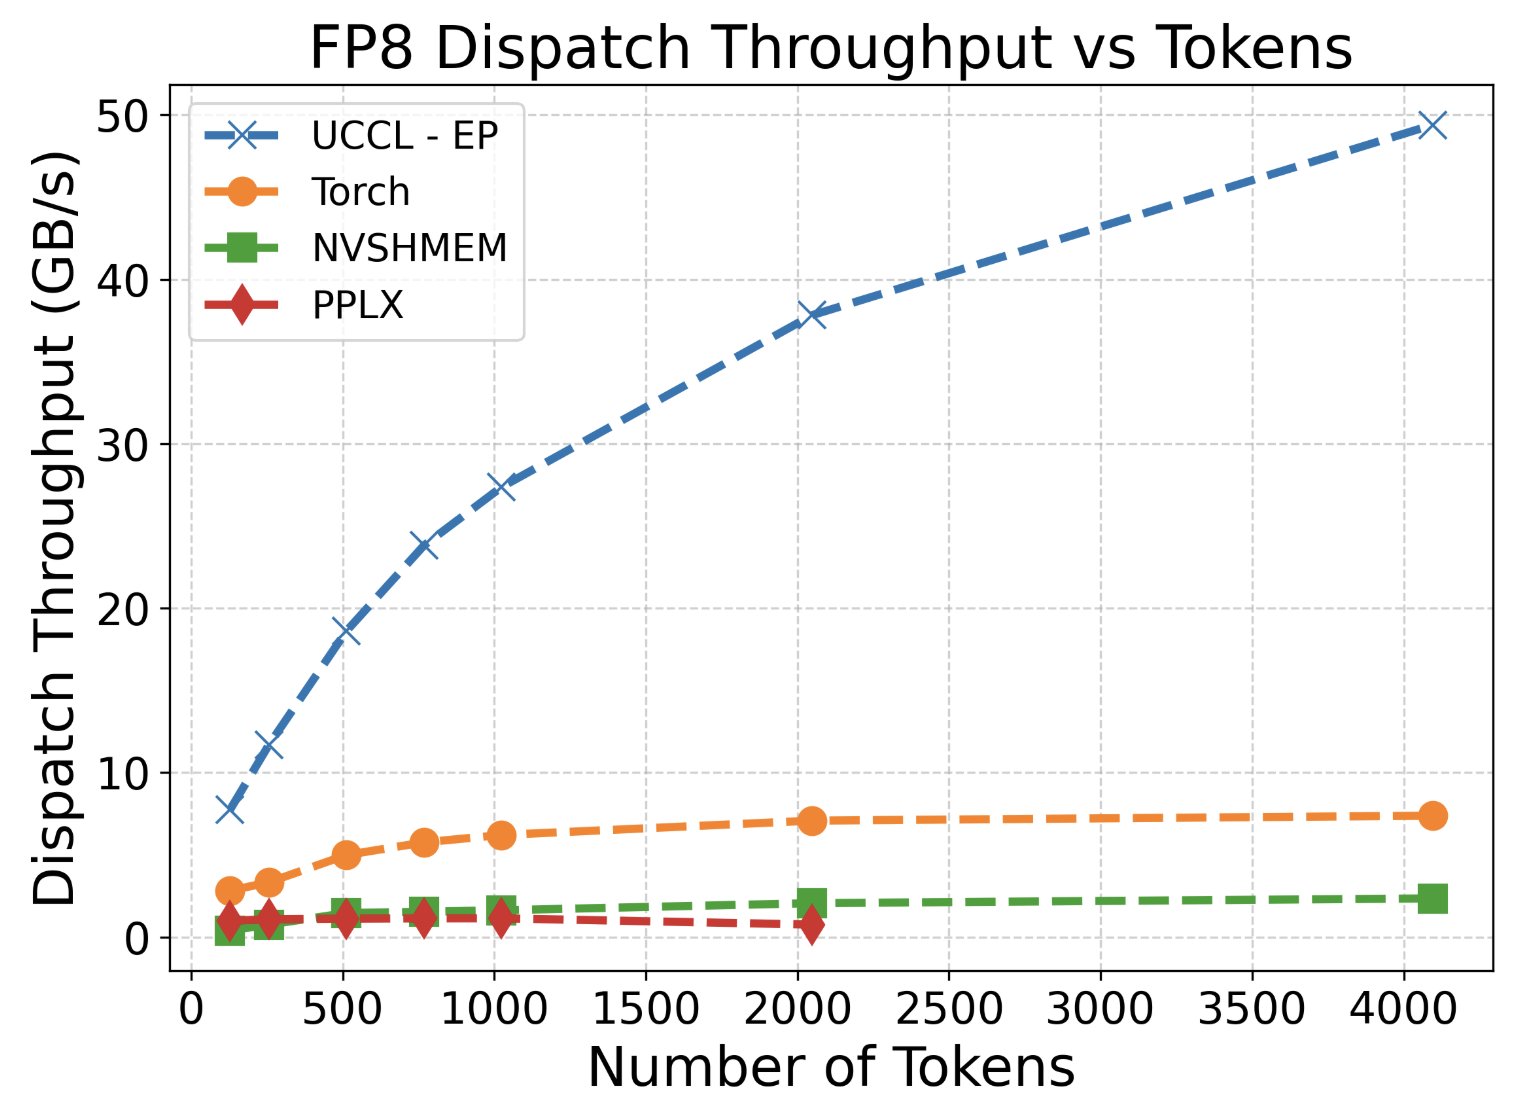 FP8 Dispatch Throughput vs Tokens
Dispatch Throughput (GB/s)
50
40
30
20
10
0
UCCL - EP
Torch
NVSHMEM
PPLX
0 500 1000 1500 2000 2500 3000 3500 4000
Number of Tokens